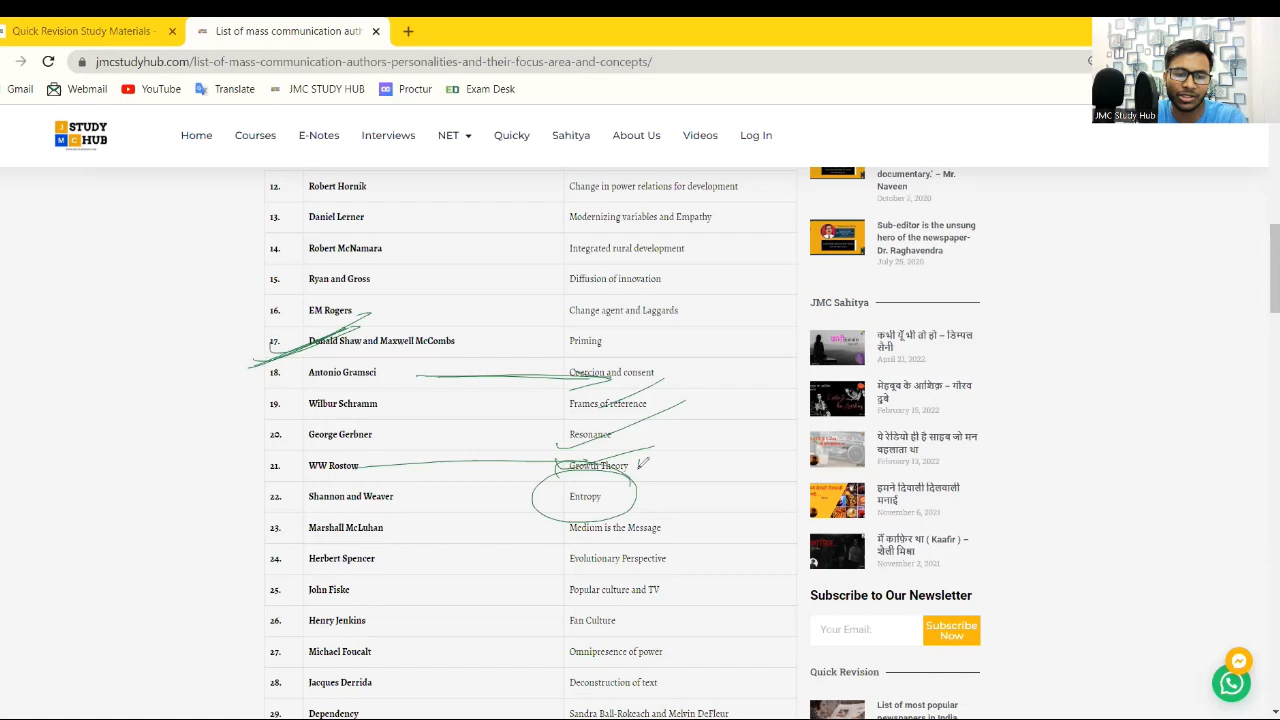 Quick Revision Study Materials -
List of mass communication auth
jmcstudyhub.com/list-of-mass-communication-authors-personalities-and-their-focus-area-and-concepts/
Gmail Webmail YouTube Translate JMC STUDY HUB Proctur Exam Desk
JMC Study Hub
J STUDY
M C HUB
Home Courses E-Notes Interviews NET Quicky Sahitya About Us Videos Log In
12. Robert Hornik Change in power relations for development
13. Daniel Lerner Modernizing variables and Empathy
14. Robert McNamara Integrated rural development
15. Ryan and Gross Diffusion of innovation
16. EM Rogers Change agent and Laggards
17. Donald Shaw and Maxwell McCombs Priming
18. Antonio Gramsci Coercion and consent
19. Wilbur Schramm Frame of reference
20. George Gerbner Resonance
21. WW Rostow Growth Theory
22. Shannon and Weaver Entropy
23. Marshall McLuhan Medium is the Message
24. Herbert Spencer Evolutionary Perspective
25. John Fiske Popular culture and TV
26. Henry Jenkins Fan Culture
27. Michael Foucalt Omnipresence of power
28. Jacques Derrida Deconstruction of text
29. Dependency Sandra Ball-Rokeach and Melvin DeFleur
documentary.' – Mr.
Naveen
October 2, 2020
Sub-editor is the unsung
hero of the newspaper-
Dr. Raghavendra
July 25, 2020
JMC Sahitya
कभी यूँ भी तो हो – डिम्पल
सैनी
April 21, 2022
मेहबूब के आशिक़ – गौरव
दुबे
February 15, 2022
ये रेडियो ही है साहब जो मन
बहलाता था
February 13, 2022
हमने दिवाली दिलवाली
मनाई
November 6, 2021
मैं काफ़िर था ( Kaafir ) –
शैली मिश्रा
November 2, 2021
Subscribe to Our Newsletter
Your Email:
Subscribe
Now
Quick Revision
List of most popular
newspapers in India